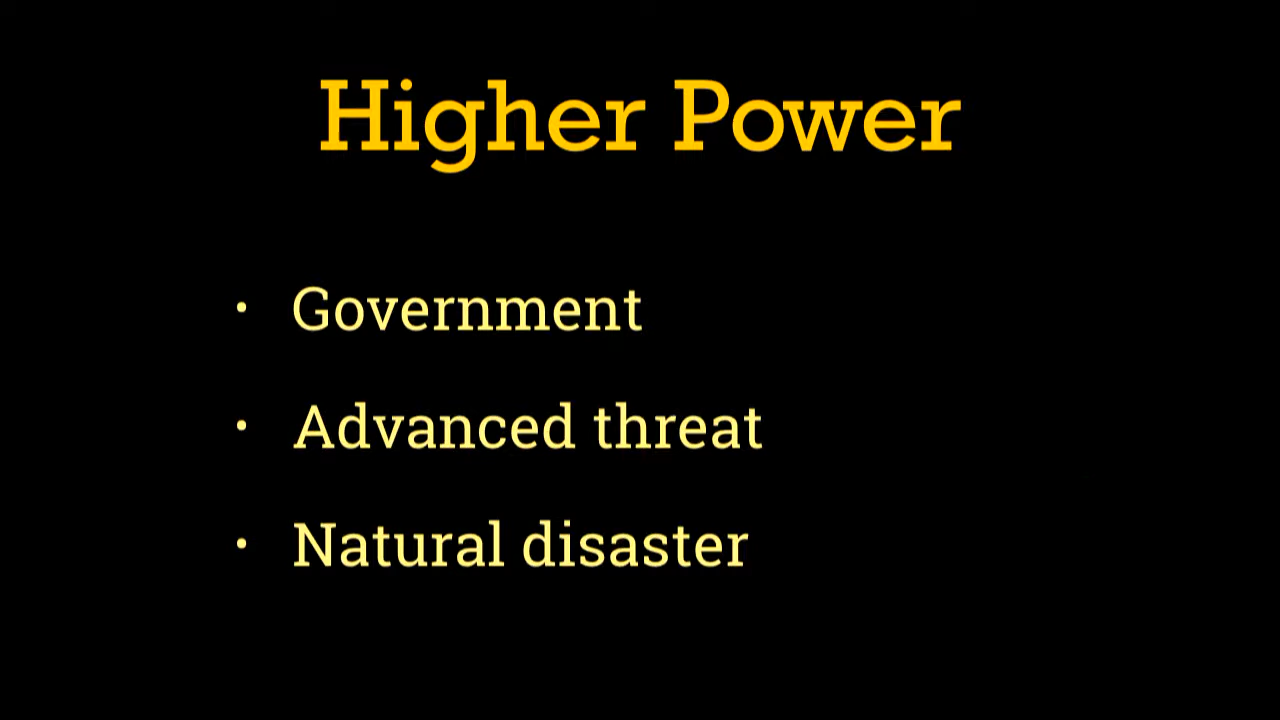 Higher Power
• Government
• Advanced threat
• Natural disaster